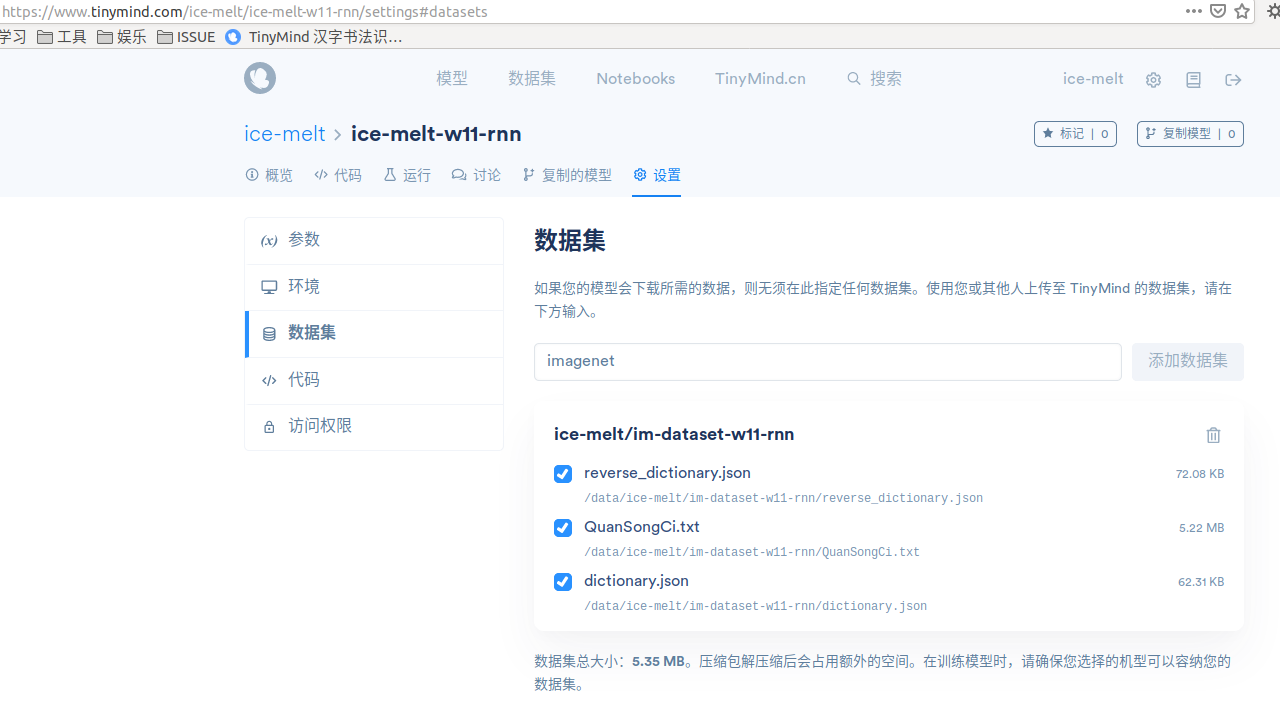 https://www.tinymind.com/ice-melt/ice-melt-w11-rnn/settings#datasets
学习 工具 娱乐 ISSUE TinyMind 汉字书法识…
模型 数据集 Notebooks TinyMind.cn 搜索 ice-melt
ice-melt > ice-melt-w11-rnn
标记 | 0 复制模型 | 0
概览 代码 运行 讨论 复制的模型 设置
(x) 参数
环境
数据集
代码
访问权限
数据集
如果您的模型会下载所需的数据，则无须在此指定任何数据集。使用您或其他人上传至 TinyMind 的数据集，请在
下方输入。
imagenet 添加数据集
ice-melt/im-dataset-w11-rnn
reverse_dictionary.json 72.08 KB
/data/ice-melt/im-dataset-w11-rnn/reverse_dictionary.json
QuanSongCi.txt 5.22 MB
/data/ice-melt/im-dataset-w11-rnn/QuanSongCi.txt
dictionary.json 62.31 KB
/data/ice-melt/im-dataset-w11-rnn/dictionary.json
数据集总大小：5.35 MB。压缩包解压缩后会占用额外的空间。在训练模型时，请确保您选择的机型可以容纳您的
数据集。